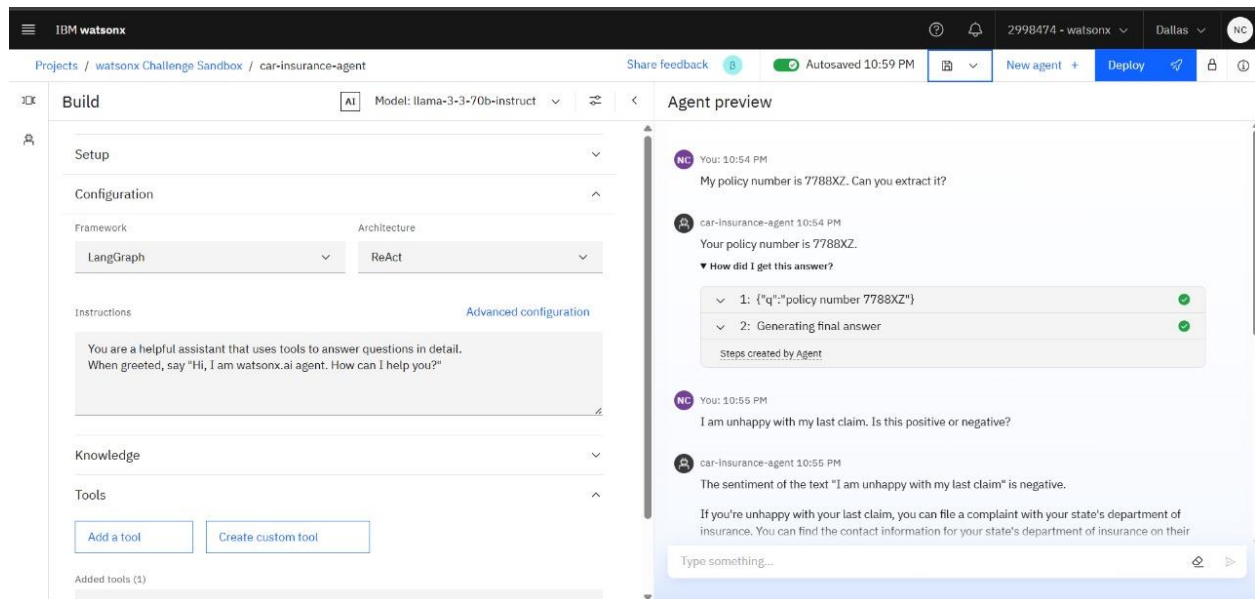 IBM watsonx
2998474 - watsonx
Dallas
NC
Projects / watsonx Challenge Sandbox / car-insurance-agent
Share feedback
β
Autosaved 10:59 PM
New agent +
Deploy
Build
AI
Model: llama-3-3-70b-instruct
Setup
Configuration
Framework
Architecture
LangGraph
ReAct
Instructions
Advanced configuration
You are a helpful assistant that uses tools to answer questions in detail.
When greeted, say "Hi, I am watsonx.ai agent. How can I help you?"
Knowledge
Tools
Add a tool
Create custom tool
Added tools (1)
Agent preview
NC
You: 10:54 PM
My policy number is 7788XZ. Can you extract it?
car-insurance-agent 10:54 PM
Your policy number is 7788XZ.
▼ How did I get this answer?
1: {"q":"policy number 7788XZ"}
2: Generating final answer
Steps created by Agent
NC
You: 10:55 PM
I am unhappy with my last claim. Is this positive or negative?
car-insurance-agent 10:55 PM
The sentiment of the text "I am unhappy with my last claim" is negative.
If you're unhappy with your last claim, you can file a complaint with your state's department of
insurance. You can find the contact information for your state's department of insurance on their
Type something...